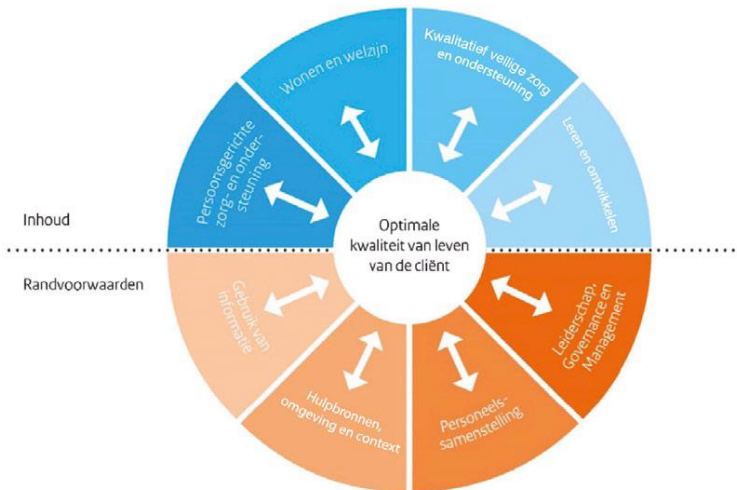 Wonen en welzijn
Kwalitatief veilige zorg
en ondersteuning
Persoonsgerichte
zorg- en onder-
steuning
Leren en ontwikkelen
Inhoud
Optimale
kwaliteit van leven
van de cliënt
Randvoorwaarden
Gebruik van
informatie
Leiderschap,
Governance en
Management
Hulpbronnen,
omgeving en context
Personeels-
samenstelling